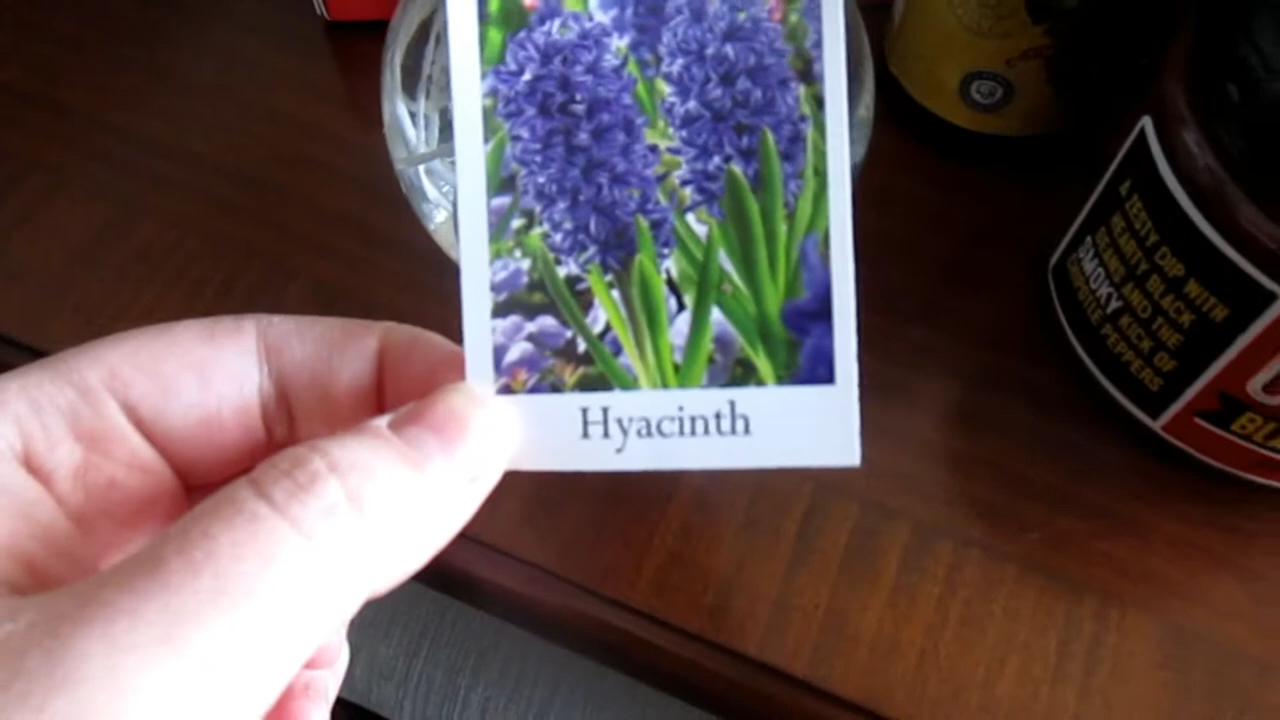 Hyacinth
A ZESTY DIP WITH
HEARTY BLACK
BEANS AND THE
SMOKY KICK OF
CHIPOTLE PEPPERS